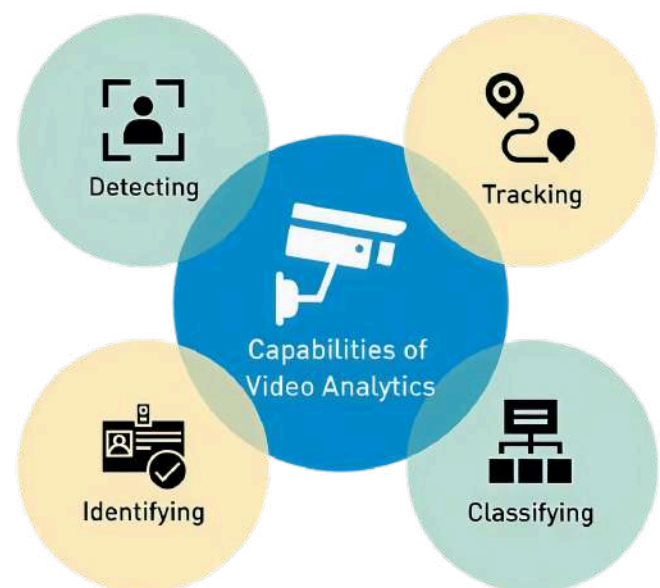 Detecting
Tracking
Capabilities of
Video Analytics
Identifying
Classifying